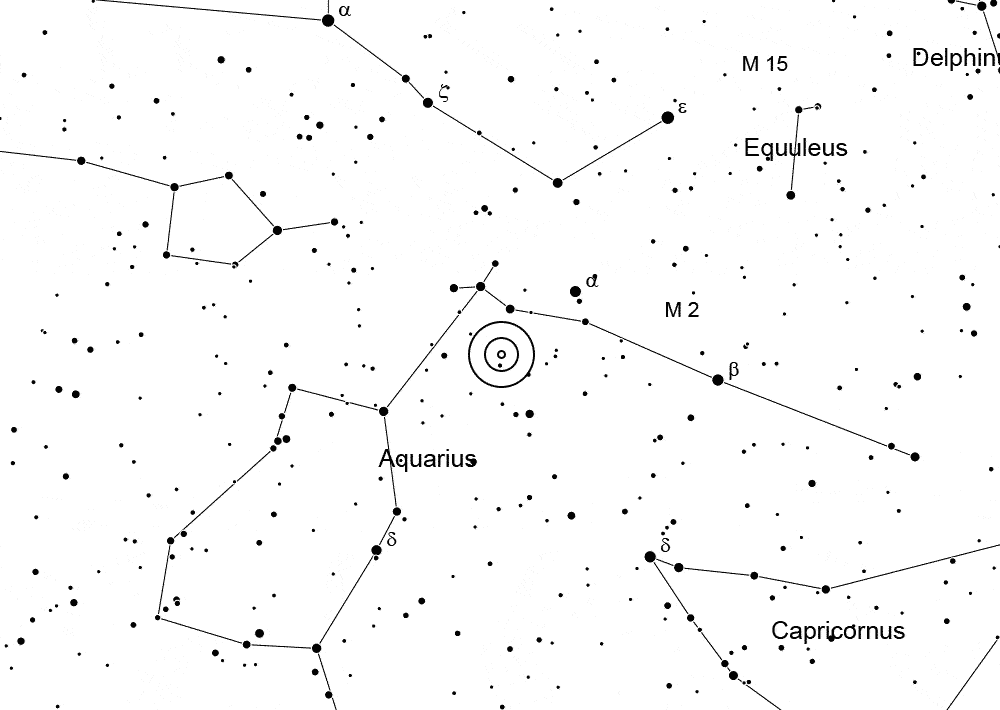 α
M 15
Delphin
ζ
ε
Equuleus
α
M 2
β
Aquarius
δ
δ
Capricornus